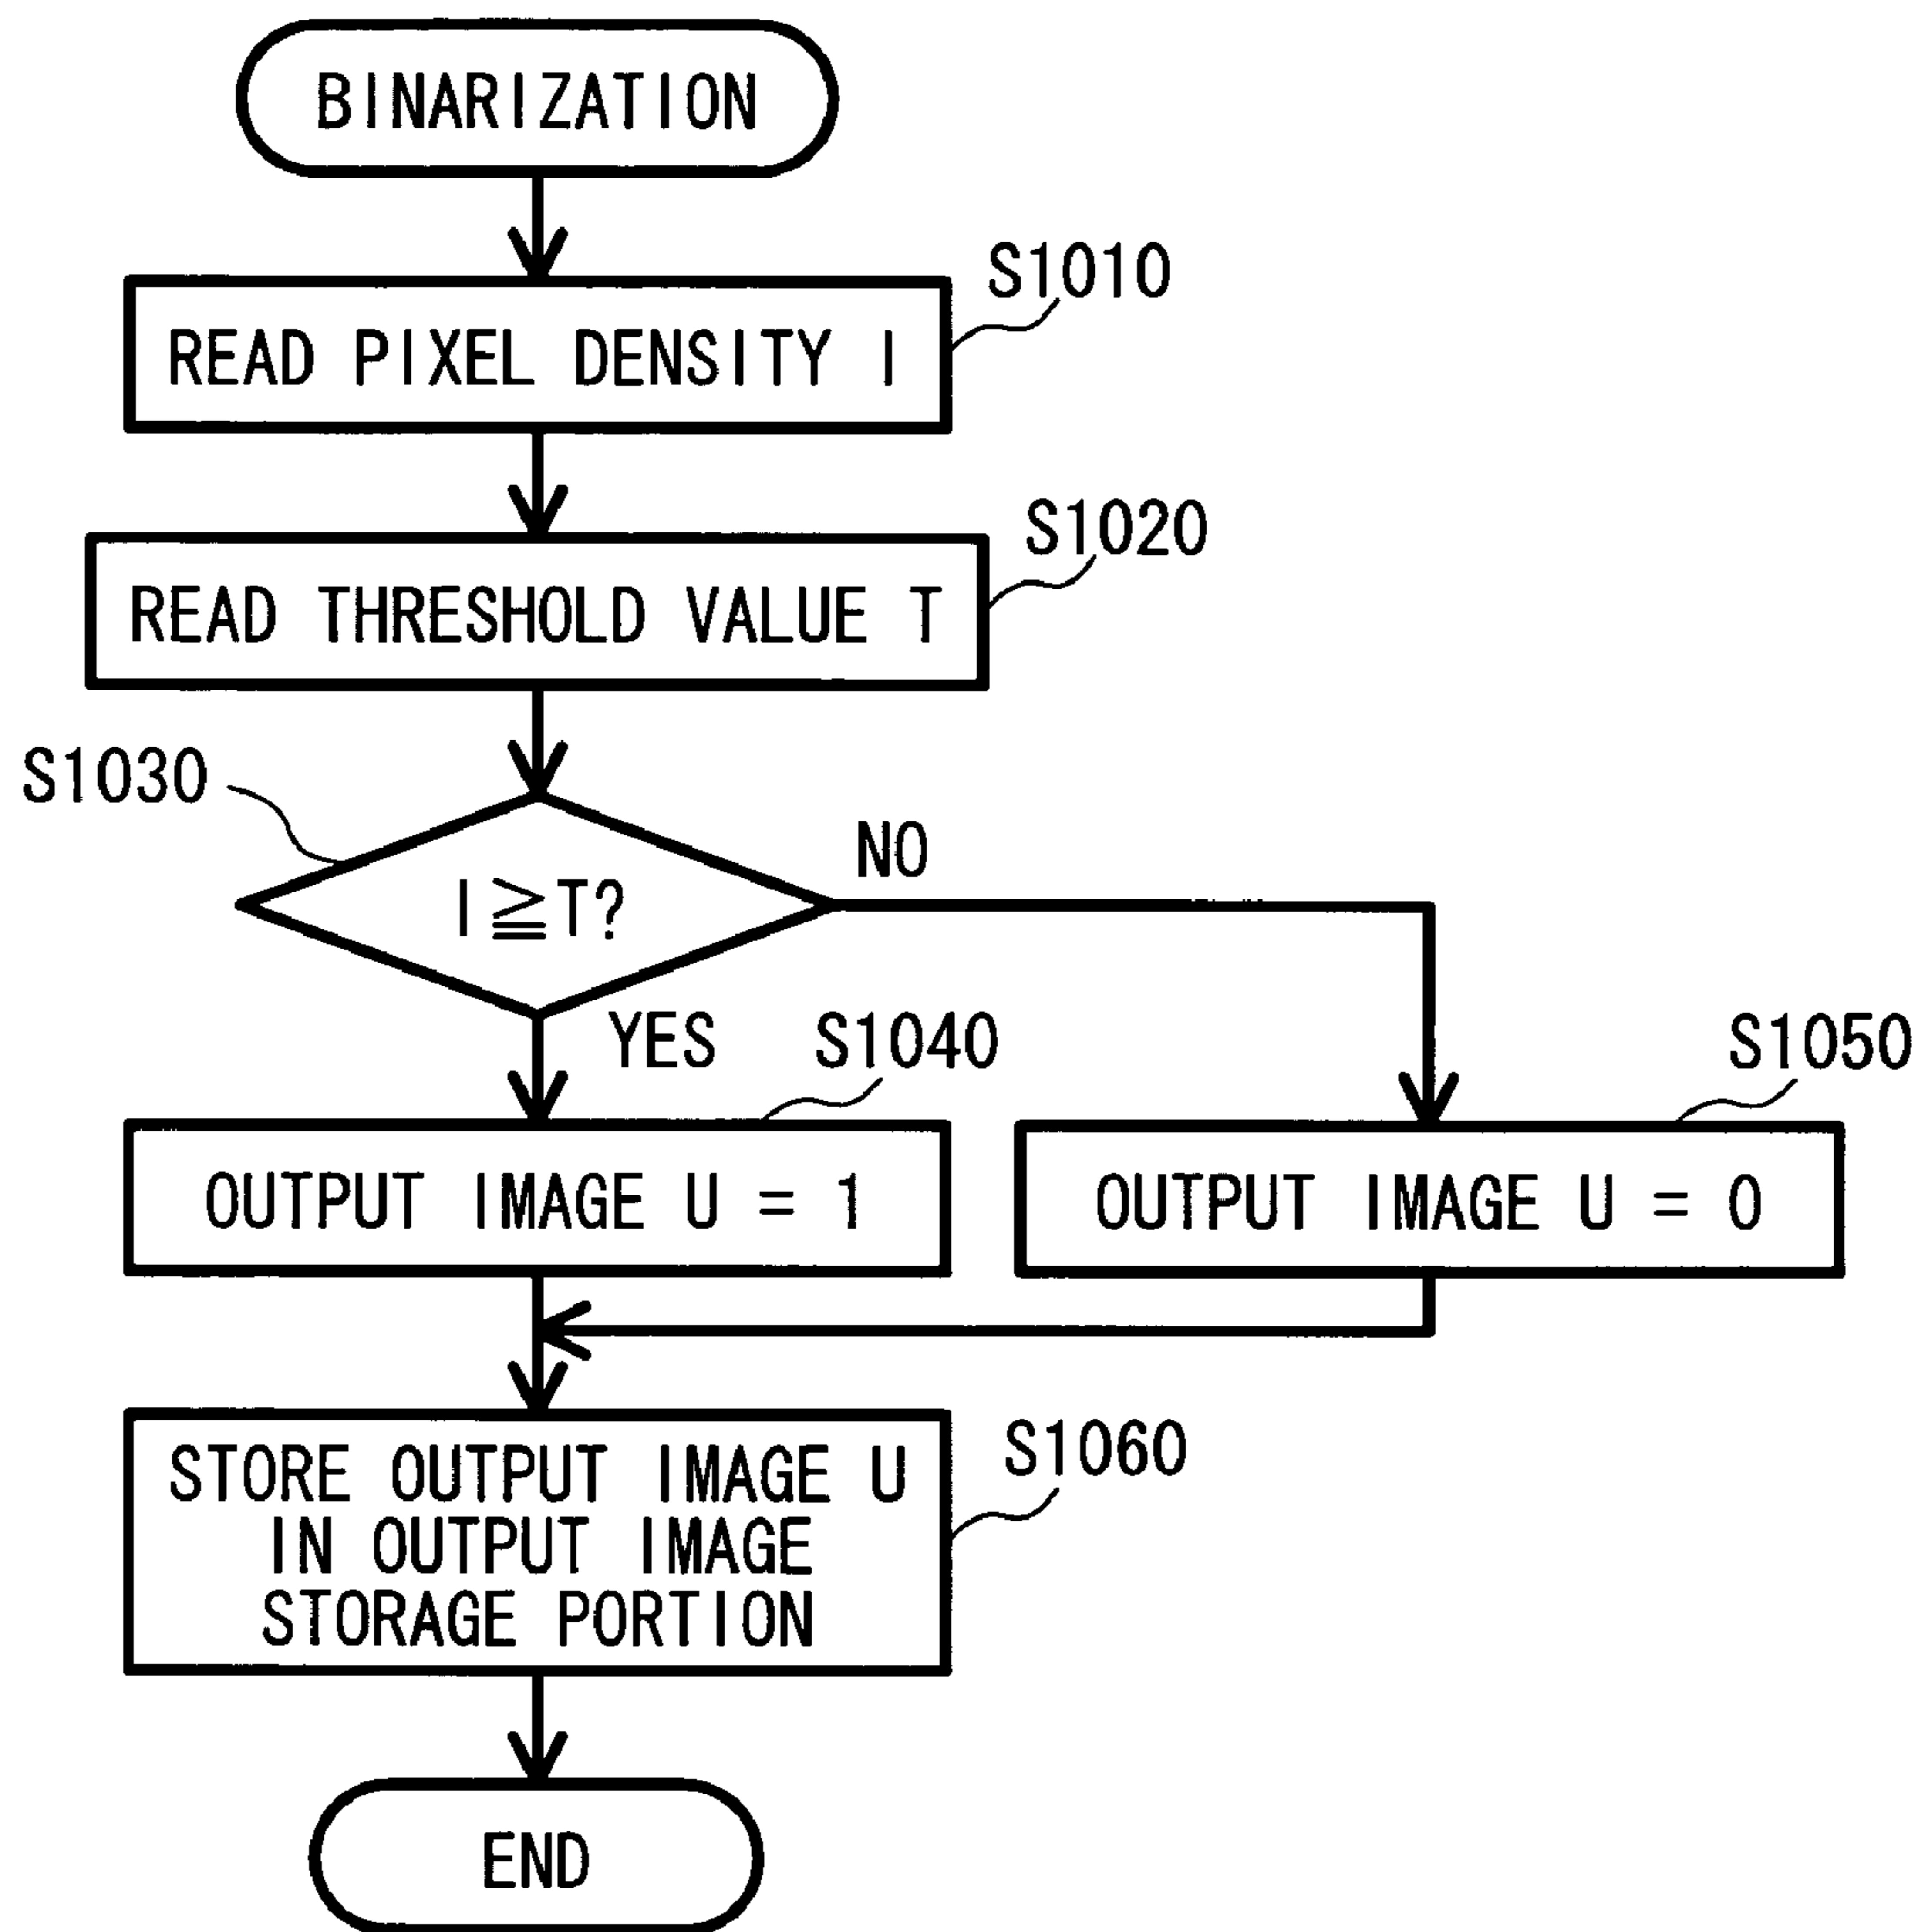 BINARIZATION
S1010
READ PIXEL DENSITY I
S1020
READ THRESHOLD VALUE T
S1030
NO
I≧T?
YES
S1040
S1050
OUTPUT IMAGE U = 1
OUTPUT IMAGE U = 0
S1060
STORE OUTPUT IMAGE U
IN OUTPUT IMAGE
STORAGE PORTION
END